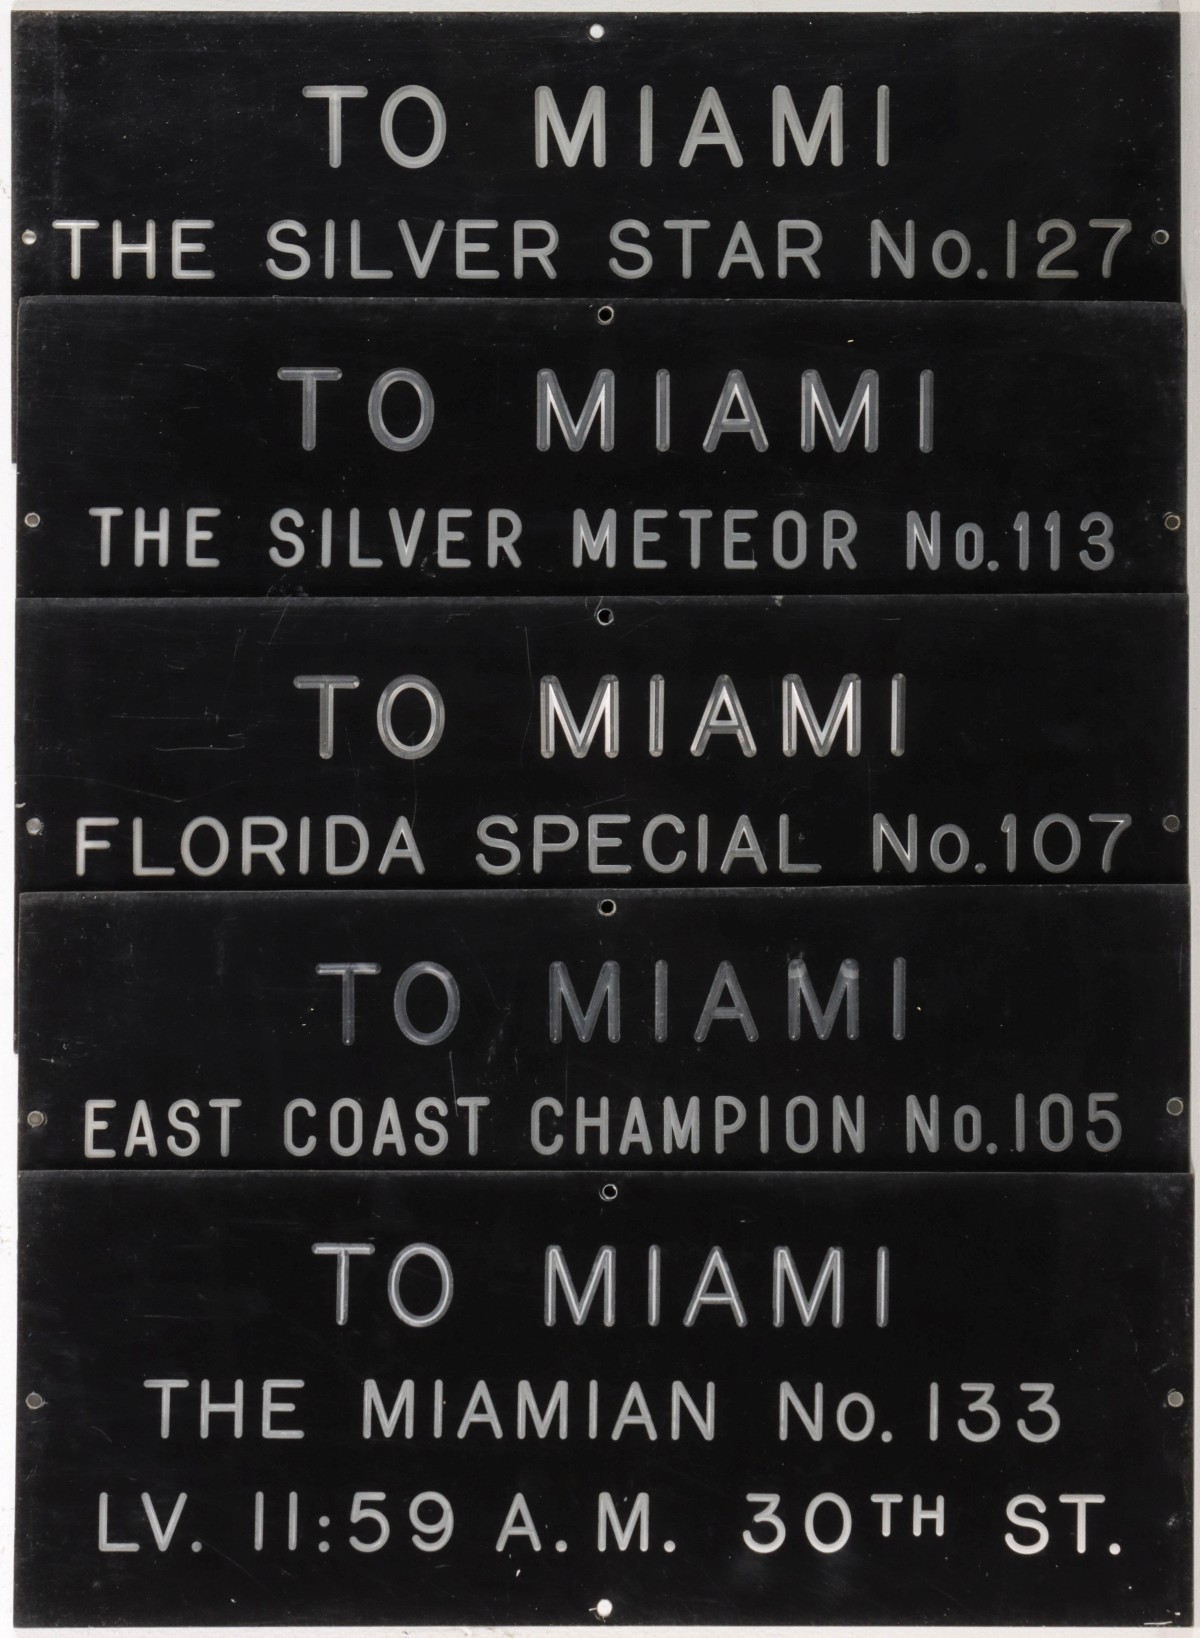 TO MIAMI
THE SILVER STAR No.127
TO MIAMI
THE SILVER METEOR No.113
TO MIAMI
FLORIDA SPECIAL No.107
TO MIAMI
EAST COAST CHAMPION No.105
TO MIAMI
THE MIAMIAN No. 133
LV. 11:59 A.M. 30TH ST.